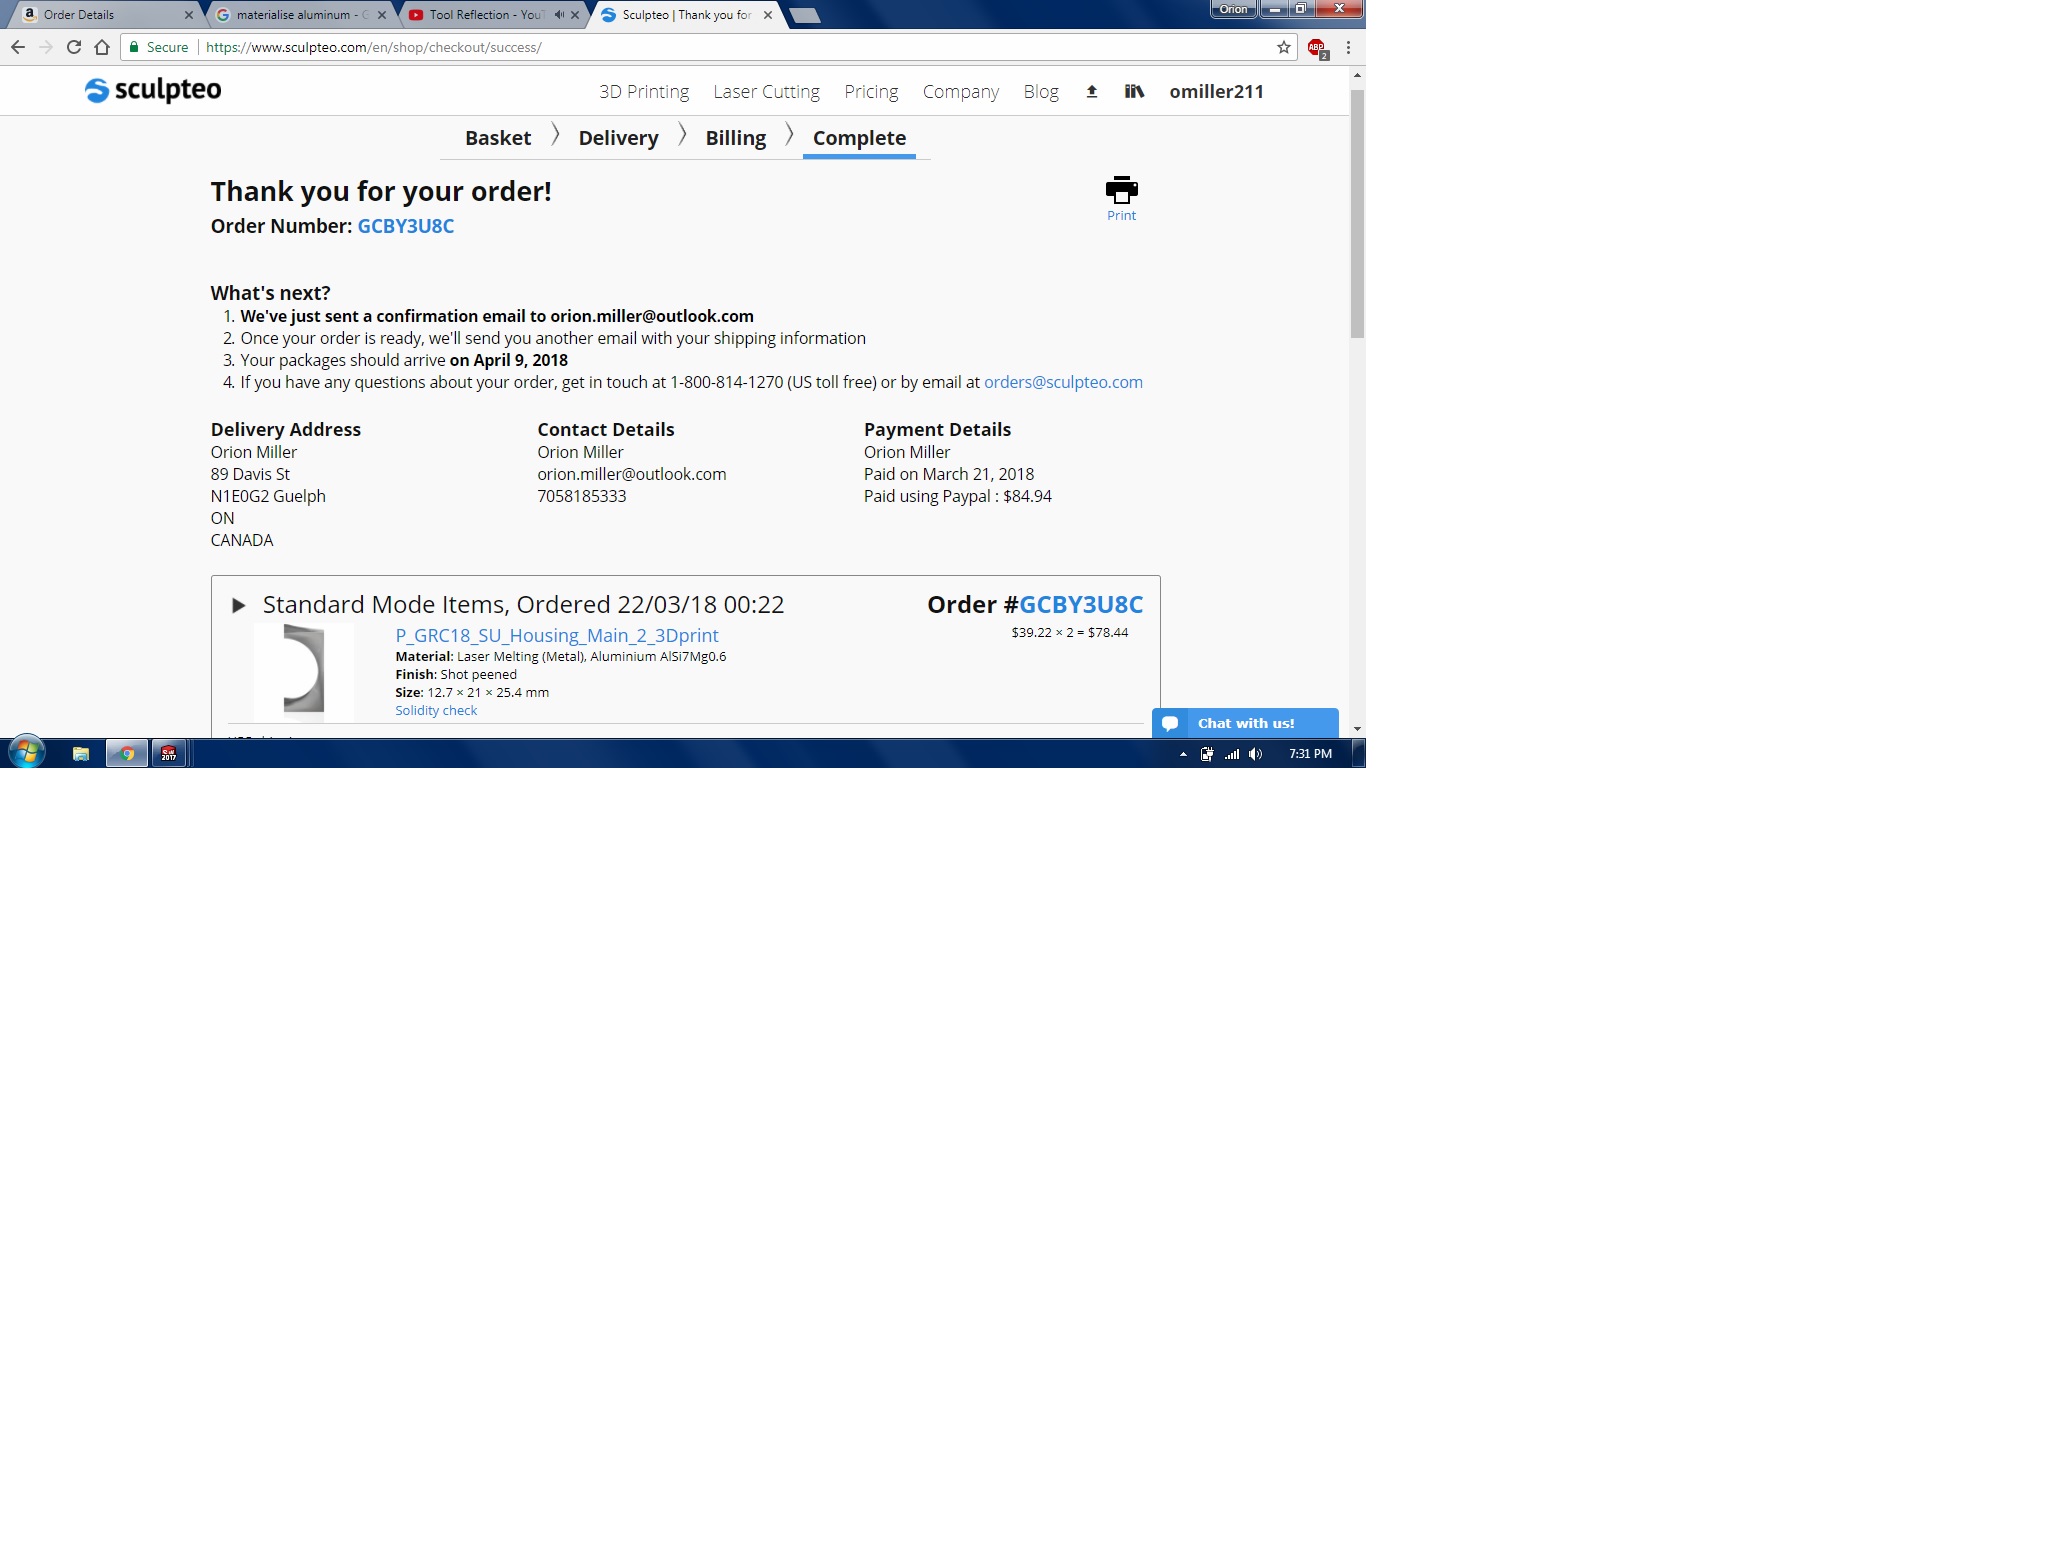 Order Details
materialise aluminum - G
Tool Reflection - YouT
Sculpteo | Thank you for
Orion
Secure
https://www.sculpteo.com/en/shop/checkout/success/
ABP
2
sculpteo
3D Printing
Laser Cutting
Pricing
Company
Blog
omiller211
Basket
Delivery
Billing
Complete
Thank you for your order!
Print
Order Number: GCBY3U8C
What's next?
1. We've just sent a confirmation email to orion.miller@outlook.com
2. Once your order is ready, we'll send you another email with your shipping information
3. Your packages should arrive on April 9, 2018
4. If you have any questions about your order, get in touch at 1-800-814-1270 (US toll free) or by email at orders@sculpteo.com
Delivery Address
Orion Miller
89 Davis St
N1E0G2 Guelph
ON
CANADA
Contact Details
Orion Miller
orion.miller@outlook.com
7058185333
Payment Details
Orion Miller
Paid on March 21, 2018
Paid using Paypal : $84.94
Standard Mode Items, Ordered 22/03/18 00:22
Order #GCBY3U8C
P_GRC18_SU_Housing_Main_2_3Dprint
$39.22 × 2 = $78.44
Material: Laser Melting (Metal), Aluminium AlSi7Mg0.6
Finish: Shot peened
Size: 12.7 × 21 × 25.4 mm
Solidity check
Chat with us!
SW
2017
7:31 PM